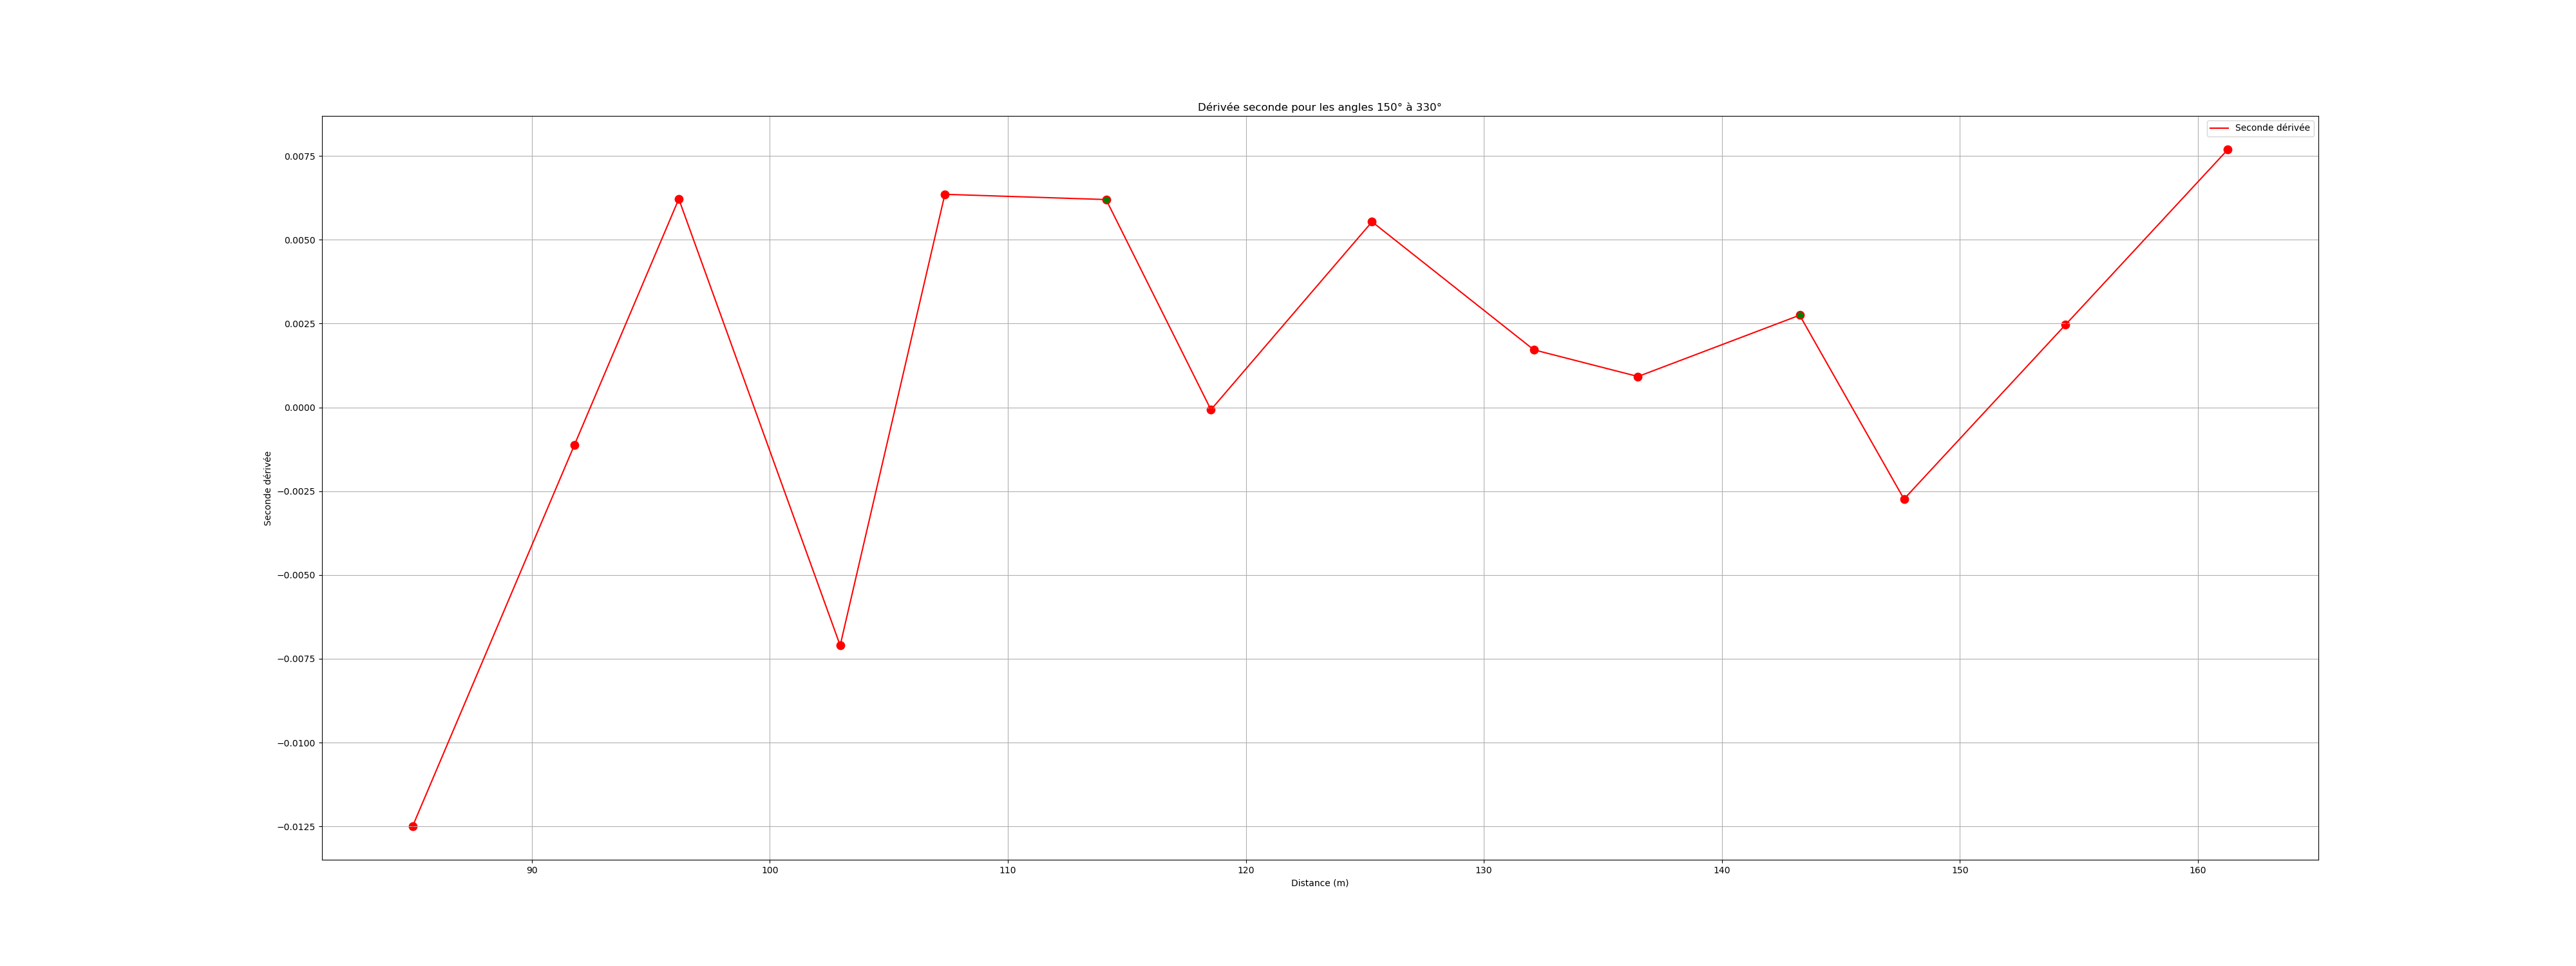 Dérivée seconde pour les angles 150° à 330°
Seconde dérivée
0.0075
0.0050
0.0025
0.0000
−0.0025
−0.0050
−0.0075
−0.0100
−0.0125
Seconde dérivée
90 100 110 120 130 140 150 160
Distance (m)